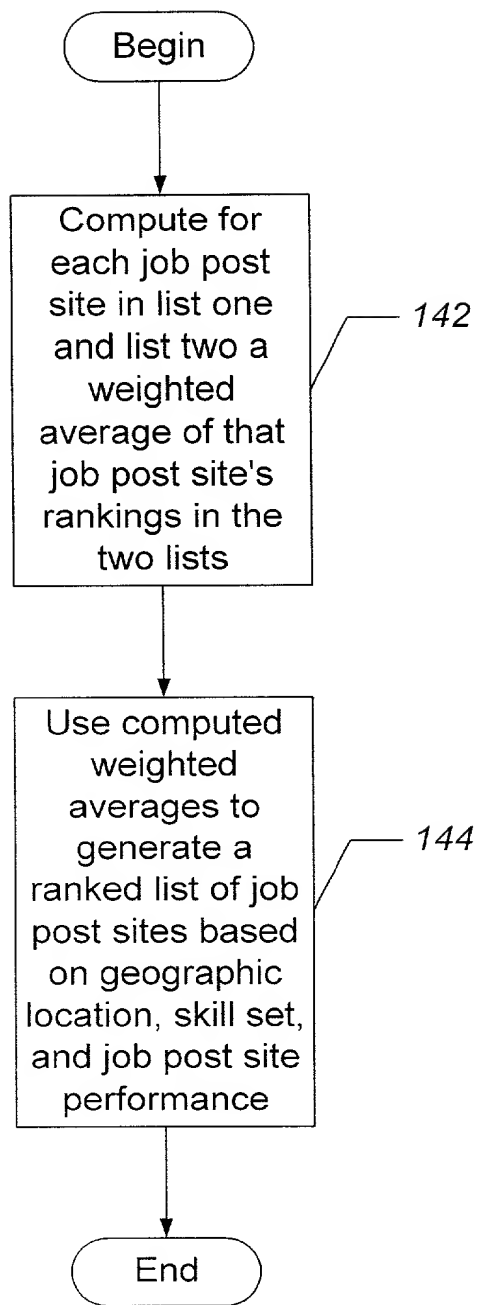 Begin
Compute for
each job post
site in list one
and list two a
weighted
average of that
job post site's
rankings in the
two lists
142
Use computed
weighted
averages to
generate a
ranked list of job
post sites based
on geographic
location, skill set,
and job post site
performance
144
End